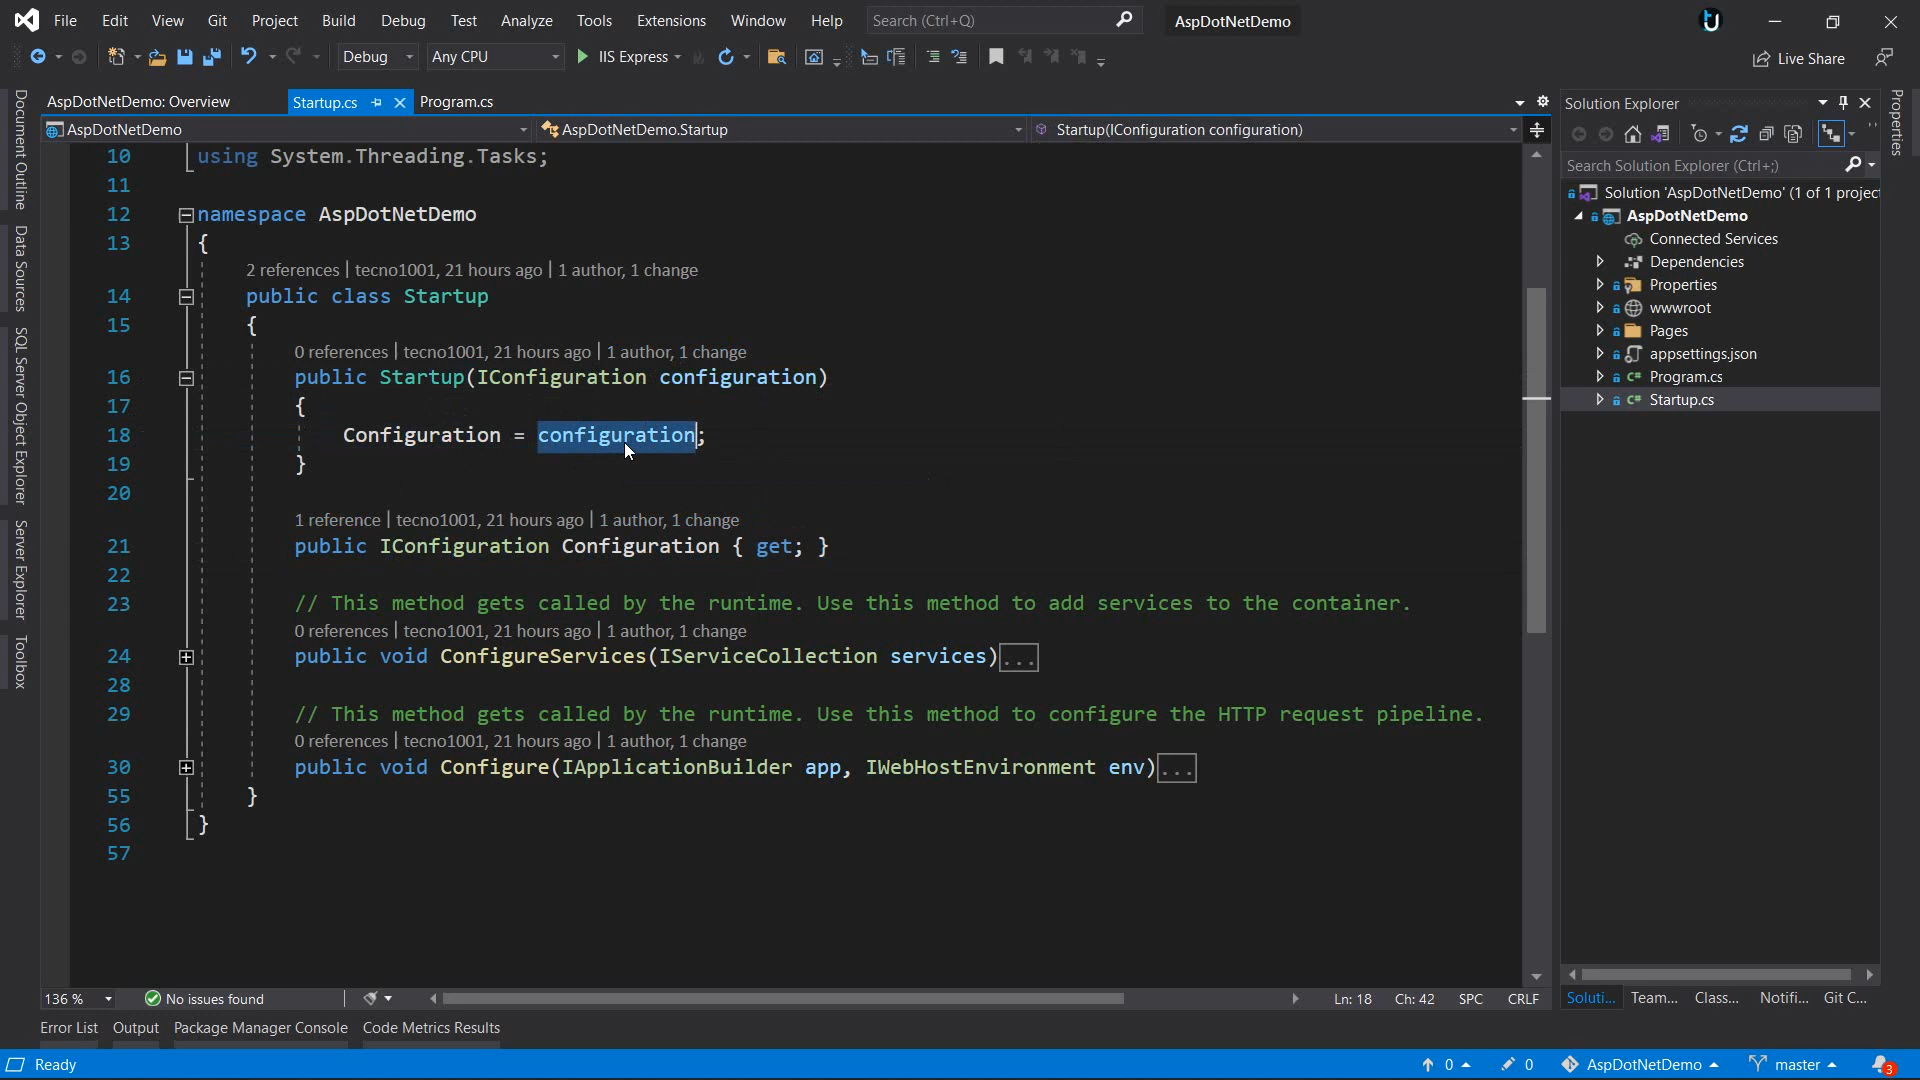 File Edit View Git Project Build Debug Test Analyze Tools Extensions Window Help Search (Ctrl+Q) AspDotNetDemo
Debug Any CPU IIS Express Live Share
AspDotNetDemo: Overview Startup.cs Program.cs
AspDotNetDemo AspDotNetDemo.Startup Startup(IConfiguration configuration)
10 using System.Threading.Tasks;
11
12 namespace AspDotNetDemo
13 {
2 references | tecno1001, 21 hours ago | 1 author, 1 change
14 public class Startup
15 {
0 references | tecno1001, 21 hours ago | 1 author, 1 change
16 public Startup(IConfiguration configuration)
17 {
18 Configuration = configuration;
19 }
20
1 reference | tecno1001, 21 hours ago | 1 author, 1 change
21 public IConfiguration Configuration { get; }
22
23 // This method gets called by the runtime. Use this method to add services to the container.
0 references | tecno1001, 21 hours ago | 1 author, 1 change
24 public void ConfigureServices(IServiceCollection services)...
28
29 // This method gets called by the runtime. Use this method to configure the HTTP request pipeline.
0 references | tecno1001, 21 hours ago | 1 author, 1 change
30 public void Configure(IApplicationBuilder app, IWebHostEnvironment env)...
55 }
56 }
57
136 % No issues found Ln: 18 Ch: 42 SPC CRLF
Error List Output Package Manager Console Code Metrics Results
Ready 0 0 AspDotNetDemo master 3
Document Outline
Data Sources
SQL Server Object Explorer
Server Explorer
Toolbox
Solution Explorer
Search Solution Explorer (Ctrl+;)
Solution 'AspDotNetDemo' (1 of 1 project
AspDotNetDemo
Connected Services
Dependencies
Properties
wwwroot
Pages
appsettings.json
C# Program.cs
C# Startup.cs
Soluti... Team... Class... Notifi... Git C...
Properties